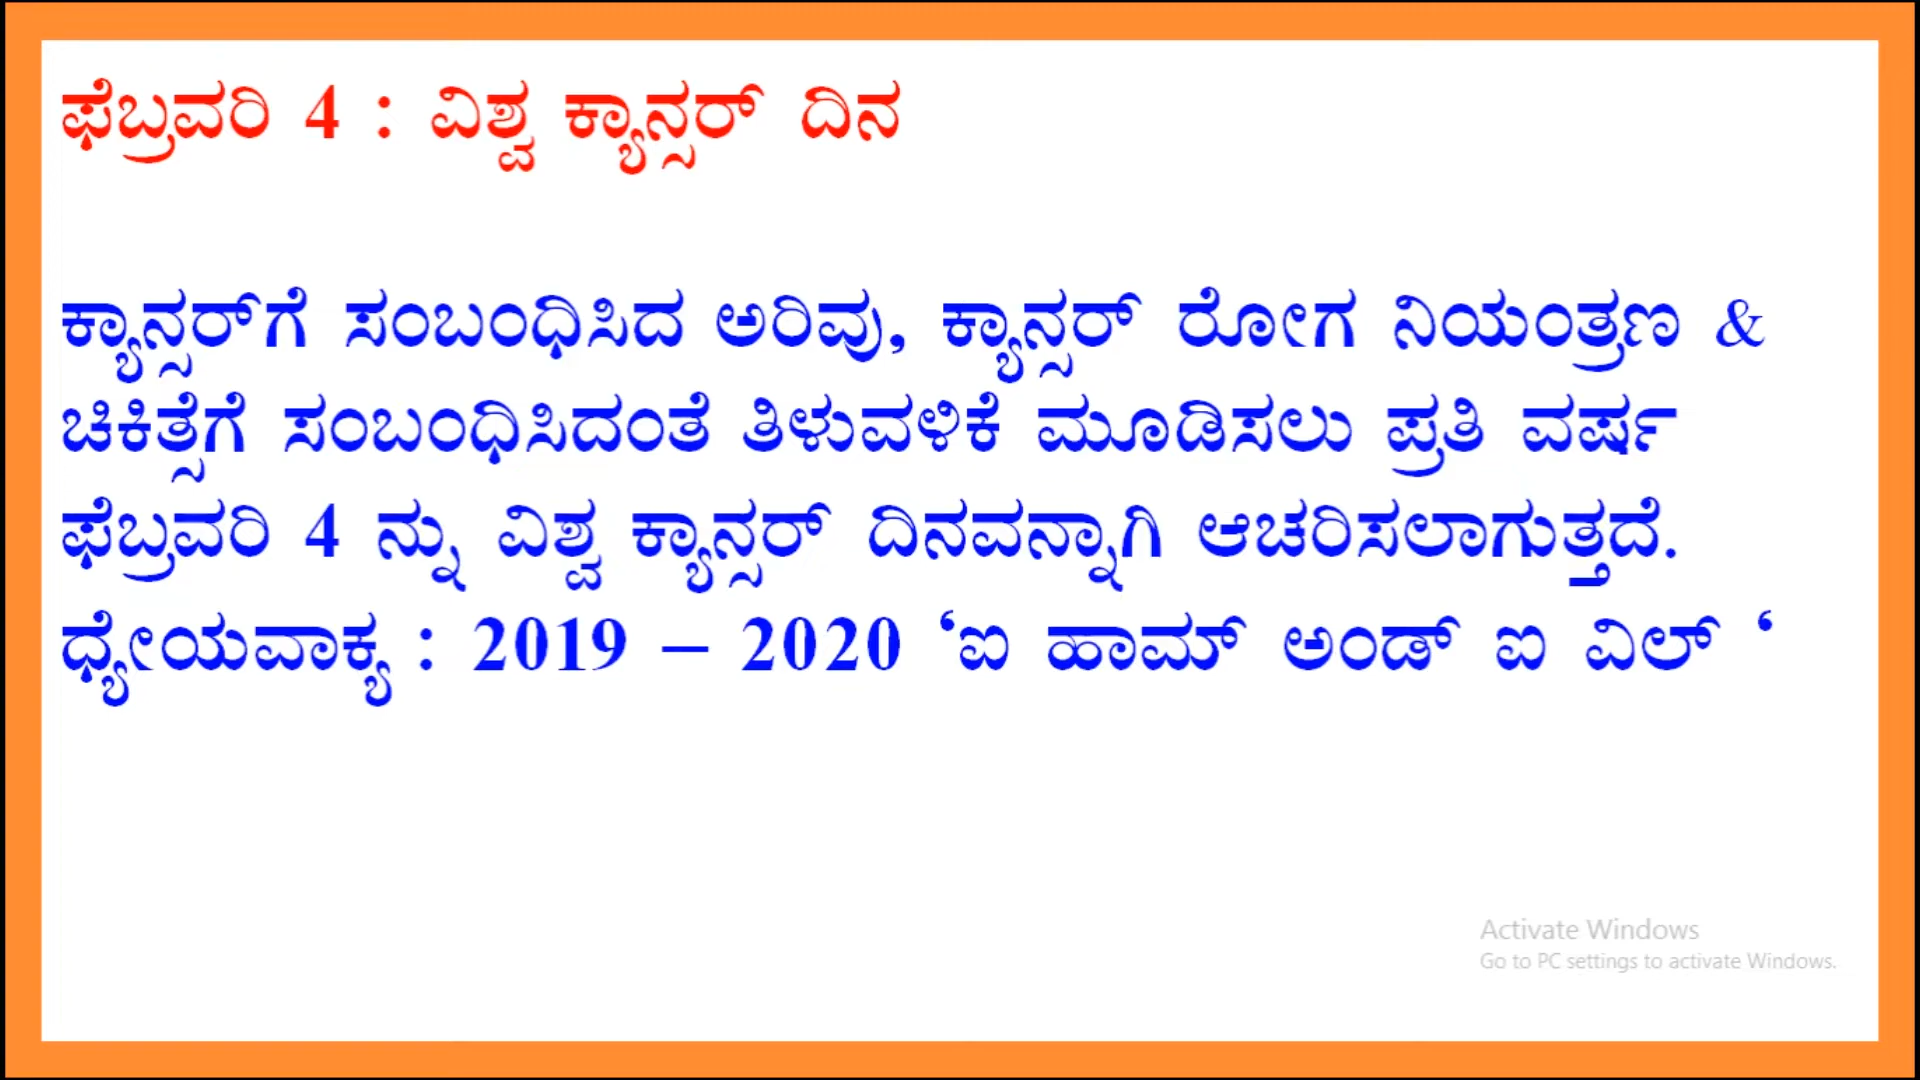 ಫೆಬ್ರವರಿ 4 : ವಿಶ್ವ ಕ್ಯಾನ್ಸರ್ ದಿನ
ಕ್ಯಾನ್ಸರ್‌ಗೆ ಸಂಬಂಧಿಸಿದ ಅರಿವು, ಕ್ಯಾನ್ಸರ್ ರೋಗ ನಿಯಂತ್ರಣ &
ಚಿಕಿತ್ಸೆಗೆ ಸಂಬಂಧಿಸಿದಂತೆ ತಿಳುವಳಿಕೆ ಮೂಡಿಸಲು ಪ್ರತಿ ವರ್ಷ
ಫೆಬ್ರವರಿ 4 ನ್ನು ವಿಶ್ವ ಕ್ಯಾನ್ಸರ್ ದಿನವನ್ನಾಗಿ ಆಚರಿಸಲಾಗುತ್ತದೆ.
ಧ್ಯೇಯವಾಕ್ಯ : 2019 – 2020 ‘ಐ ಹಾಮ್ ಅಂಡ್ ಐ ವಿಲ್ ‘
Activate Windows
Go to PC settings to activate Windows.